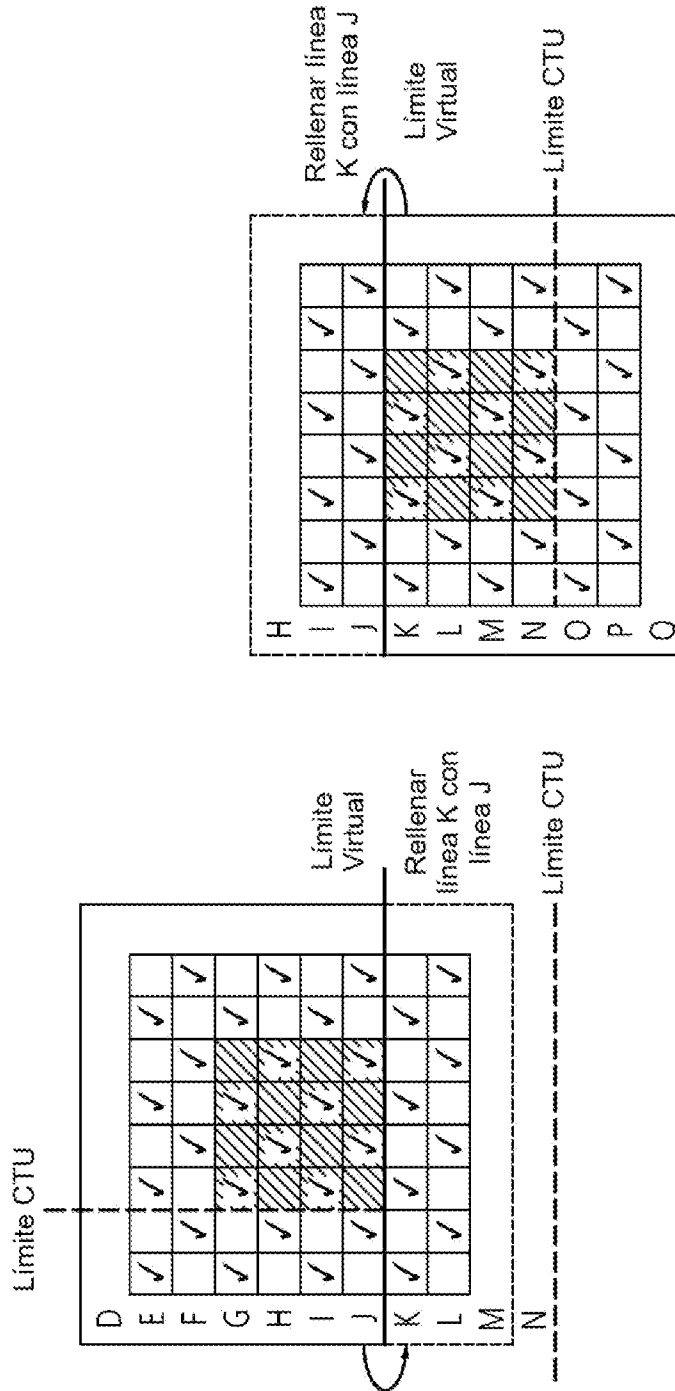 Límite CTU
D
E
F
G
H
I
J
K
L
M
N
Límite
Virtual
Rellenar
línea K con
línea J
Límite CTU
H
I
J
K
L
M
N
O
P
Q
Rellenar línea
K con línea J
Límite
Virtual
Límite CTU